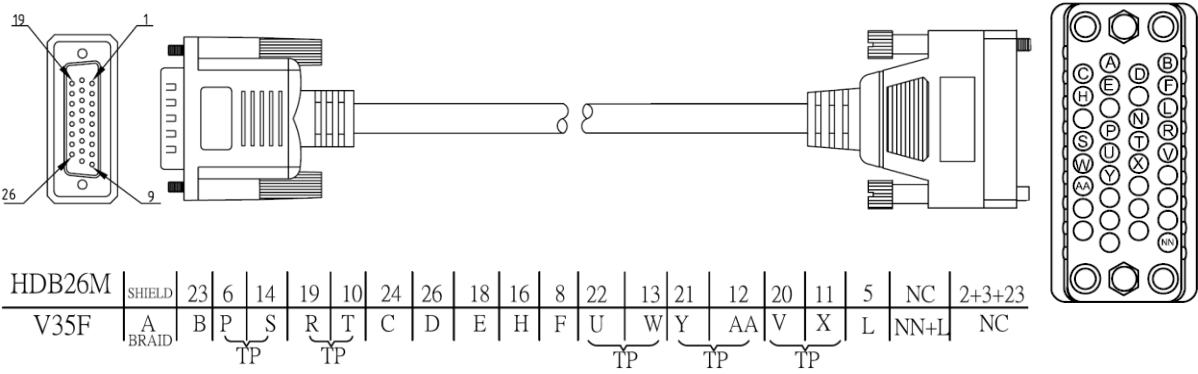 19 1
26 9
A B
C D
E F
H
L
N
P R
S T
U V
W X
Y
AA
NN
HDB26M SHIELD 23 6 14 19 10 24 26 18 16 8 22 13 21 12 20 11 5 NC 2+3+23
V35F A BRAID B P S R T C D E H F U W Y AA V X L NN+L NC
TP TP TP TP TP